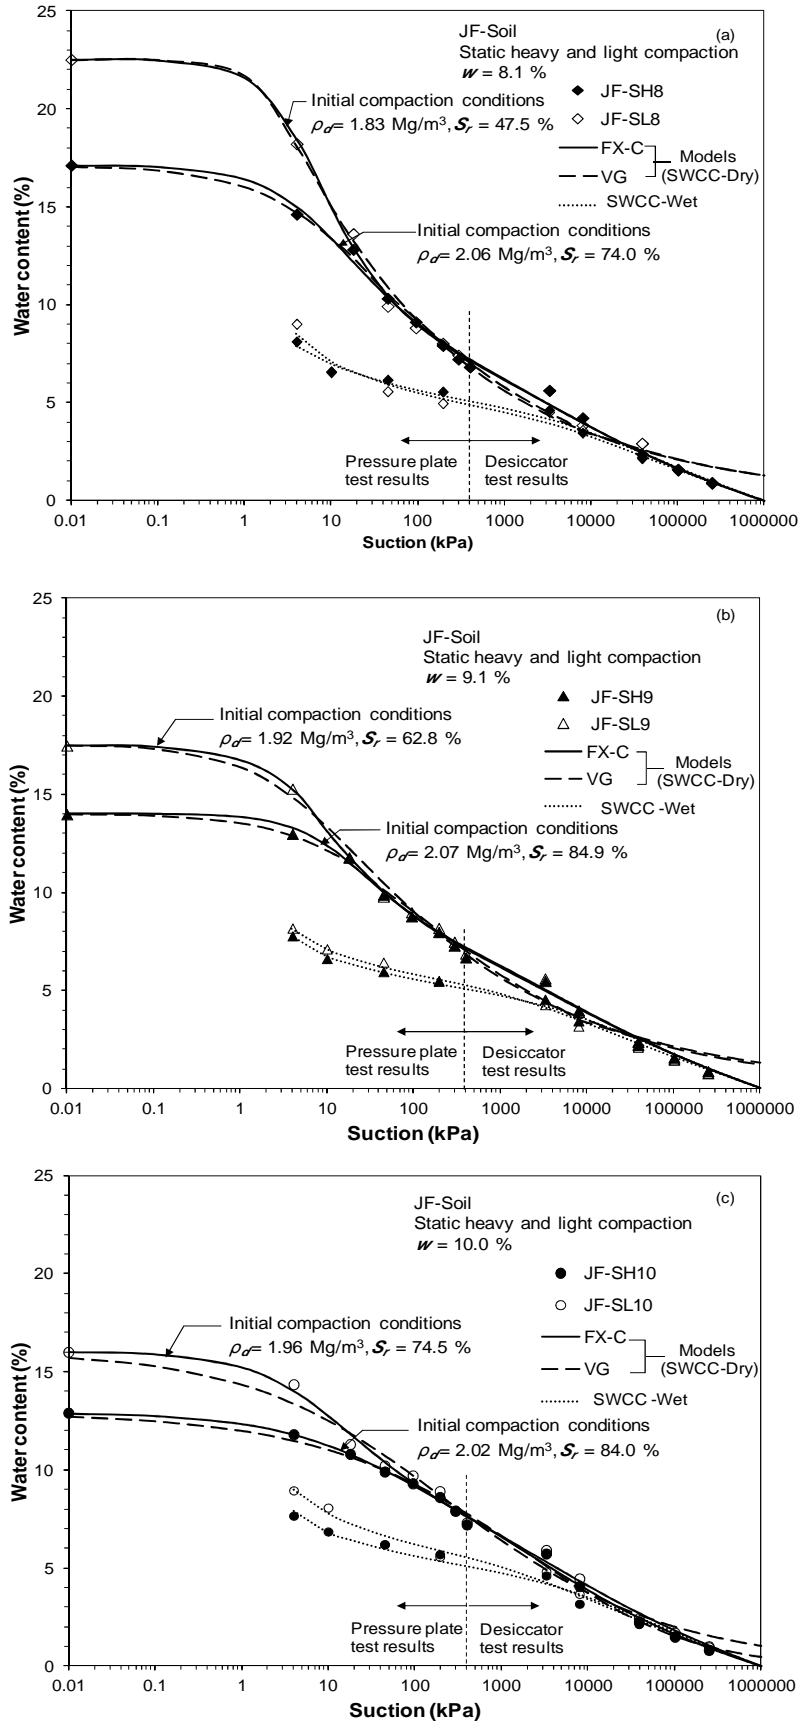 (a)
JF-Soil
Static heavy and light compaction
w = 8.1 %
JF-SH8
JF-SL8
FX-C
VG
Models
(SWCC-Dry)
SWCC-Wet
Initial compaction conditions
ρd= 1.83 Mg/m³, Sr = 47.5 %
Initial compaction conditions
ρd= 2.06 Mg/m³, Sr = 74.0 %
Pressure plate
test results
Desiccator
test results
Water content (%)
25
20
15
10
5
0
0.01 0.1 1 10 100 1000 10000 100000 1000000
Suction (kPa)
(b)
JF-Soil
Static heavy and light compaction
w = 9.1 %
JF-SH9
JF-SL9
FX-C
VG
Models
(SWCC-Dry)
SWCC -Wet
Initial compaction conditions
ρd= 1.92 Mg/m³, Sr = 62.8 %
Initial compaction conditions
ρd= 2.07 Mg/m³, Sr = 84.9 %
Pressure plate
test results
Desiccator
test results
Water content (%)
25
20
15
10
5
0
0.01 0.1 1 10 100 1000 10000 100000 1000000
Suction (kPa)
(c)
JF-Soil
Static heavy and light compaction
w = 10.0 %
JF-SH10
JF-SL10
FX-C
VG
Models
(SWCC-Dry)
SWCC -Wet
Initial compaction conditions
ρd= 1.96 Mg/m³, Sr = 74.5 %
Initial compaction conditions
ρd= 2.02 Mg/m³, Sr = 84.0 %
Pressure plate
test results
Desiccator
test results
Water content (%)
25
20
15
10
5
0
0.01 0.1 1 10 100 1000 10000 100000 1000000
Suction (kPa)